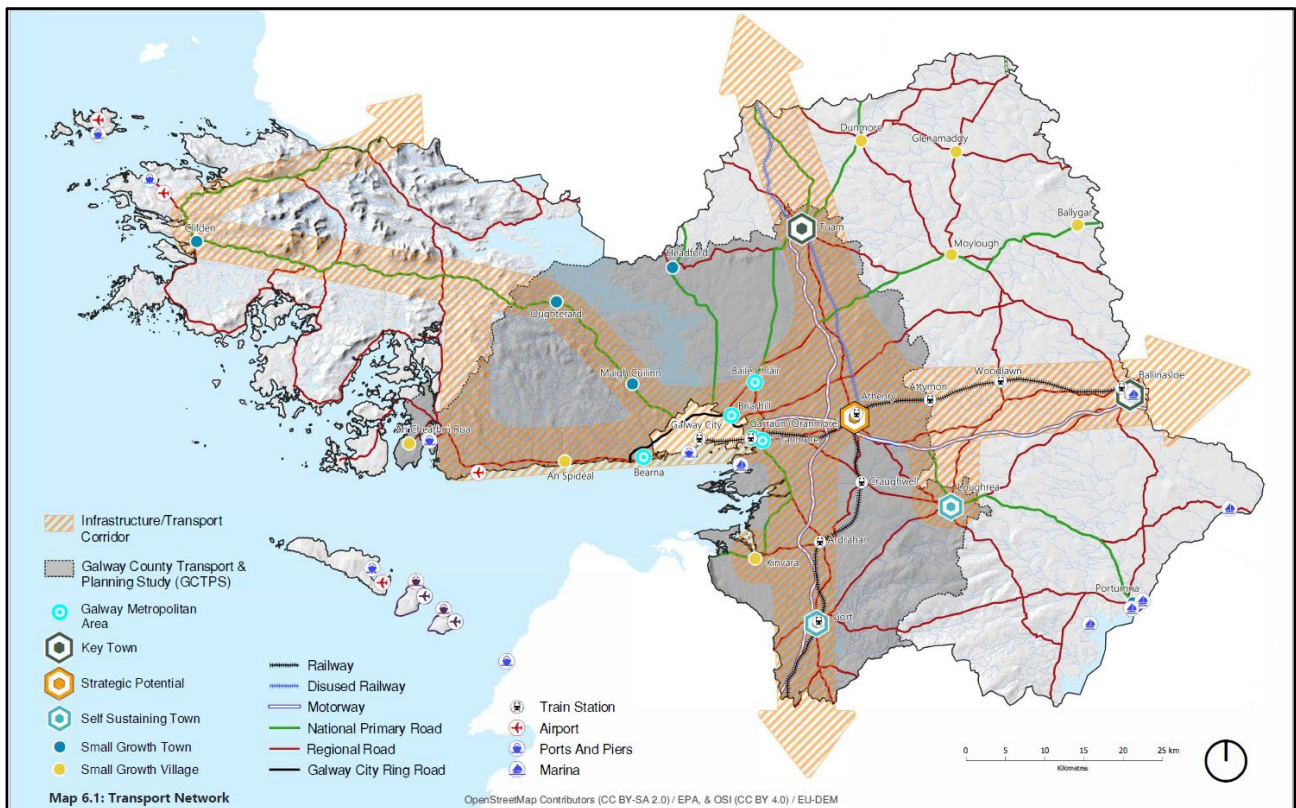 Dunmore
Glenamaddy
Ballygar
Tuam
Clifden
Moylough
Headford
Oughterard
Maigh Cuilinn
Baile Chláir
Woodlawn
Ballinasloe
Attymon
Athenry
Briarhill
Galway City
Garraun (Oranmore)
Oranmore
An Cheathrú Rua
An Spidéal
Bearna
Craughwell
Loughrea
Ardrahan
Kinvara
Gort
Portumna
Infrastructure/Transport
Corridor
Galway County Transport &
Planning Study (GCTPS)
Galway Metropolitan
Area
Key Town
Strategic Potential
Self Sustaining Town
Small Growth Town
Small Growth Village
Railway
Disused Railway
Motorway
National Primary Road
Regional Road
Galway City Ring Road
Train Station
Airport
Ports And Piers
Marina
0 5 10 15 20 25 km
Kilometres
Map 6.1: Transport Network
OpenStreetMap Contributors (CC BY-SA 2.0) / EPA, & OSI (CC BY 4.0) / EU-DEM